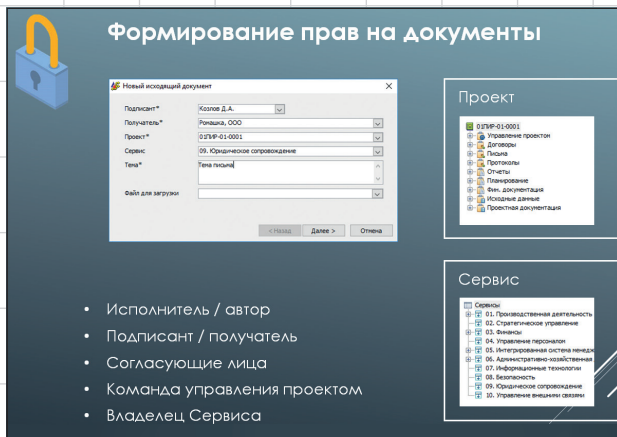 Формирование прав на документы
Новый исходящий документ
Подписант*
Козлов Д.А.
Получатель*
Ромашка, ООО
Проект*
01ПИР-01-0001
Сервис
09. Юридическое сопровождение
Тема*
Тема письма
Файл для загрузки
< Назад
Далее >
Отмена
Проект
01ПИР-01-0001
Управление проектом
Договоры
Письма
Протоколы
Отчеты
Планирование
Фин. документация
Исходные данные
Проектная документация
Исполнитель / автор
Подписант / получатель
Согласующие лица
Команда управления проектом
Владелец Сервиса
Сервис
Сервисы
01. Производственная деятельность
02. Стратегическое управление
03. Финансы
04. Управление персоналом
05. Интегрированная система менедж
06. Административно-хозяйственная
07. Информационные технологии
08. Безопасность
09. Юридическое сопровождение
10. Управление внешними связями